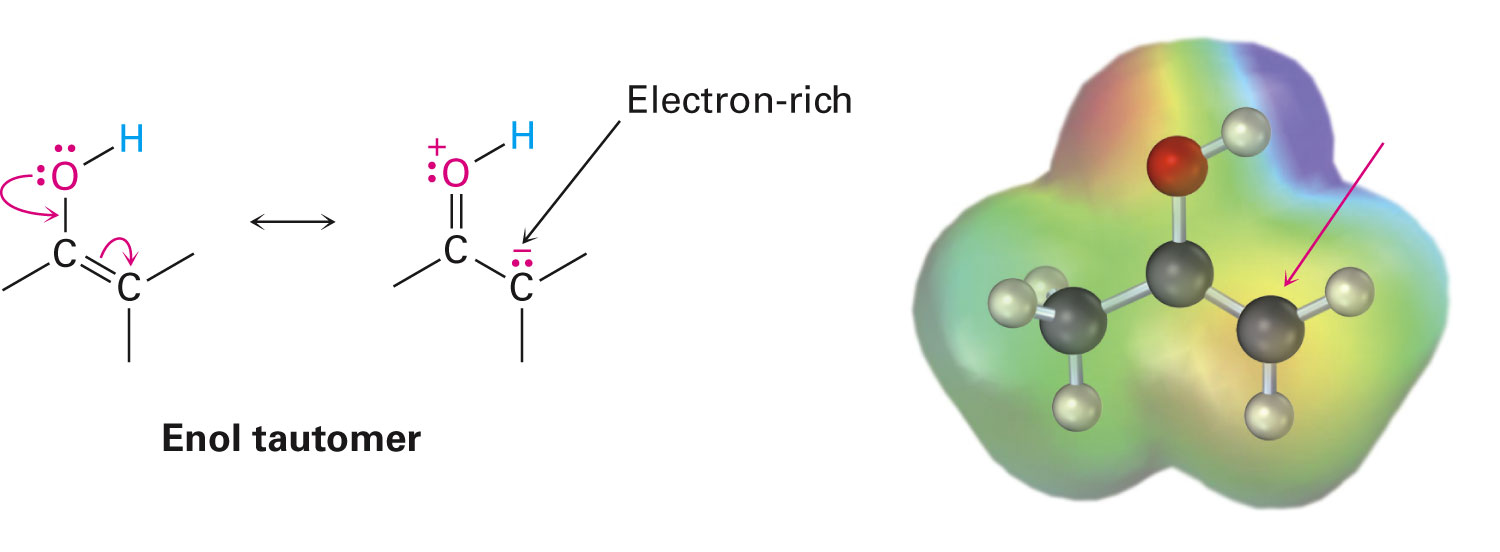 Electron-rich
H
:Ö
+
H
:O
C
C
C
−
C̈
Enol tautomer